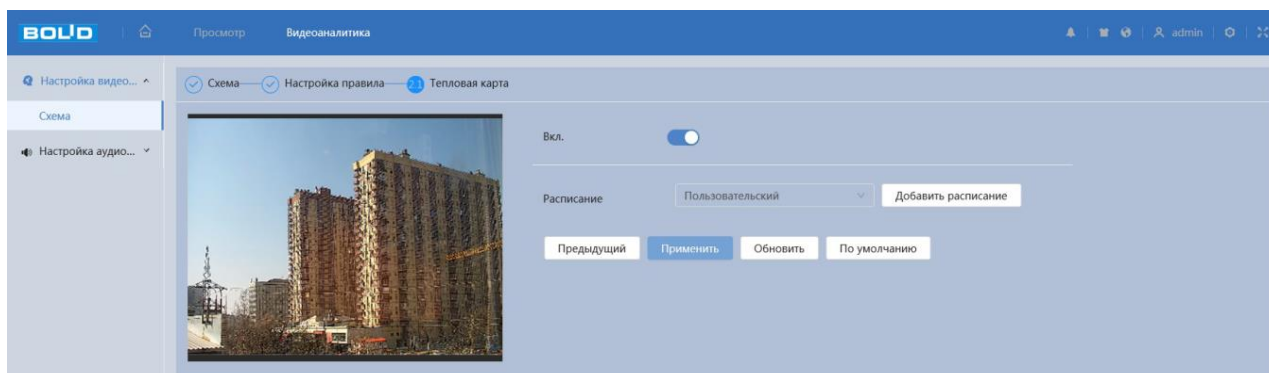 BOLID Просмотр Видеоаналитика admin
Настройка видео... Схема Настройка правила 2.1 Тепловая карта
Схема
Настройка аудио...
Вкл.
Расписание Пользовательский Добавить расписание
Предыдущий Применить Обновить По умолчанию